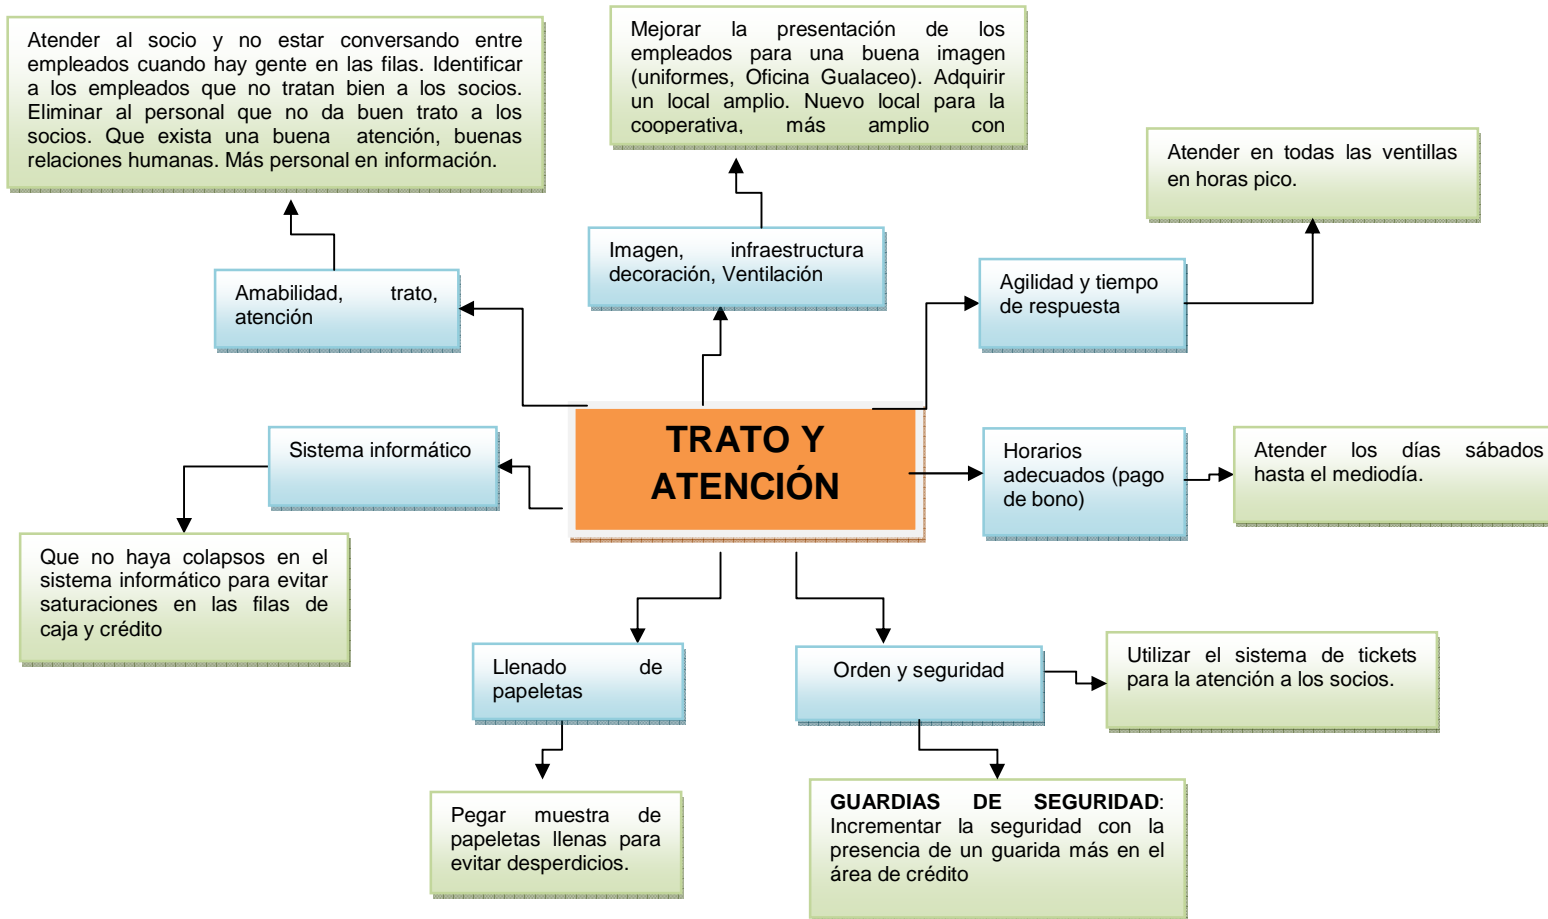 Atender al socio y no estar conversando entre
empleados cuando hay gente en las filas. Identificar
a los empleados que no tratan bien a los socios.
Eliminar al personal que no da buen trato a los
socios. Que exista una buena atención, buenas
relaciones humanas. Más personal en información.
Mejorar la presentación de los
empleados para una buena imagen
(uniformes, Oficina Gualaceo). Adquirir
un local amplio. Nuevo local para la
cooperativa, más amplio con
Atender en todas las ventillas
en horas pico.
Imagen, infraestructura
decoración, Ventilación
Amabilidad, trato,
atención
Agilidad y tiempo
de respuesta
TRATO Y
ATENCIÓN
Sistema informático
Horarios
adecuados (pago
de bono)
Atender los días sábados
hasta el mediodía.
Que no haya colapsos en el
sistema informático para evitar
saturaciones en las filas de
caja y crédito
Llenado de
papeletas
Orden y seguridad
Utilizar el sistema de tickets
para la atención a los socios.
Pegar muestra de
papeletas llenas para
evitar desperdicios.
GUARDIAS DE SEGURIDAD:
Incrementar la seguridad con la
presencia de un guarida más en el
área de crédito